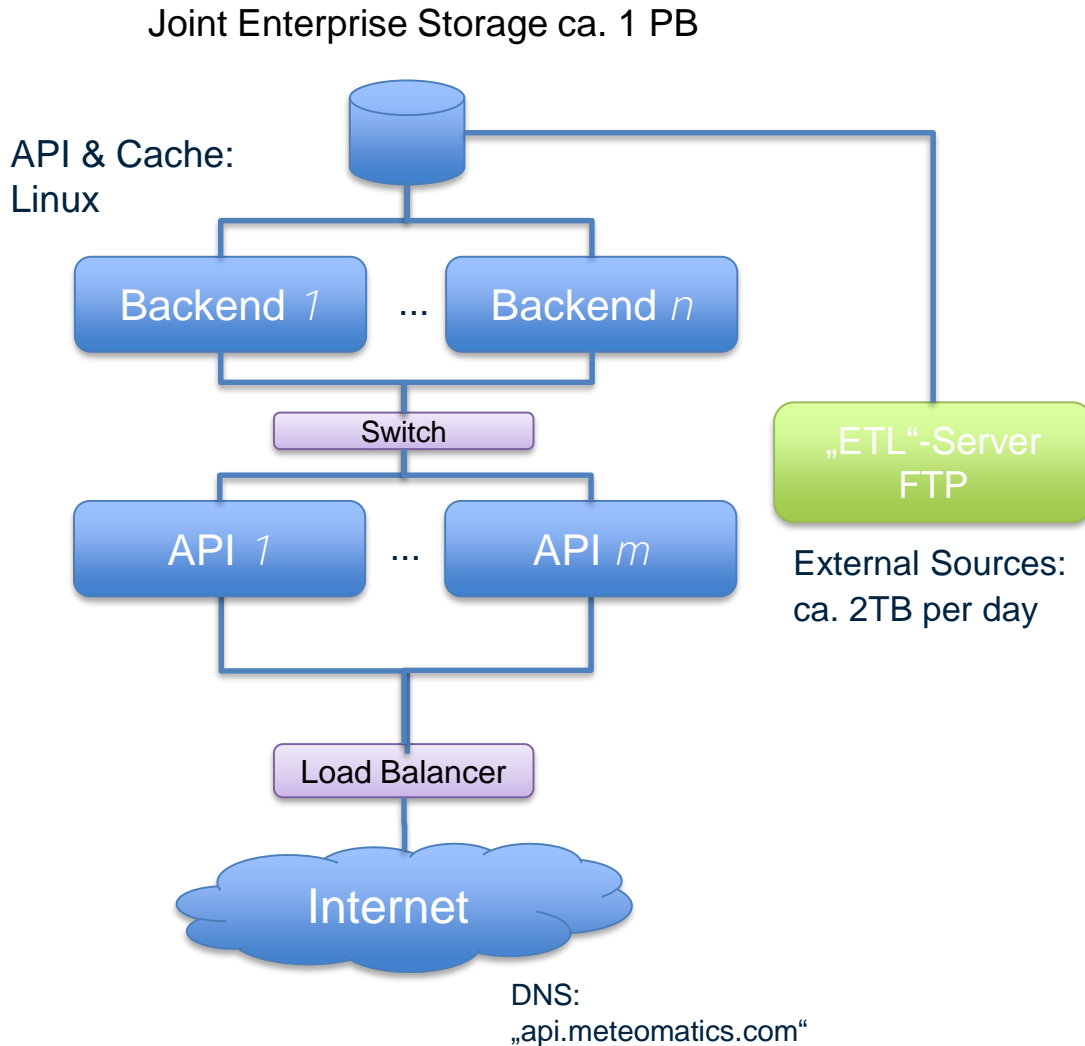 Joint Enterprise Storage ca. 1 PB
API & Cache:
Linux
Backend 1
...
Backend n
Switch
„ETL“-Server
FTP
API 1
...
API m
External Sources:
ca. 2TB per day
Load Balancer
Internet
DNS:
„api.meteomatics.com“